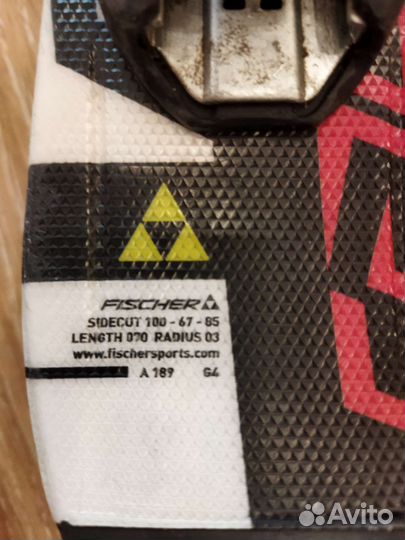 FISCHER
SIDECUT 100 - 67 - 85
LENGTH 070 RADIUS 03
www.fischersports.com
A 189 G4
Avito